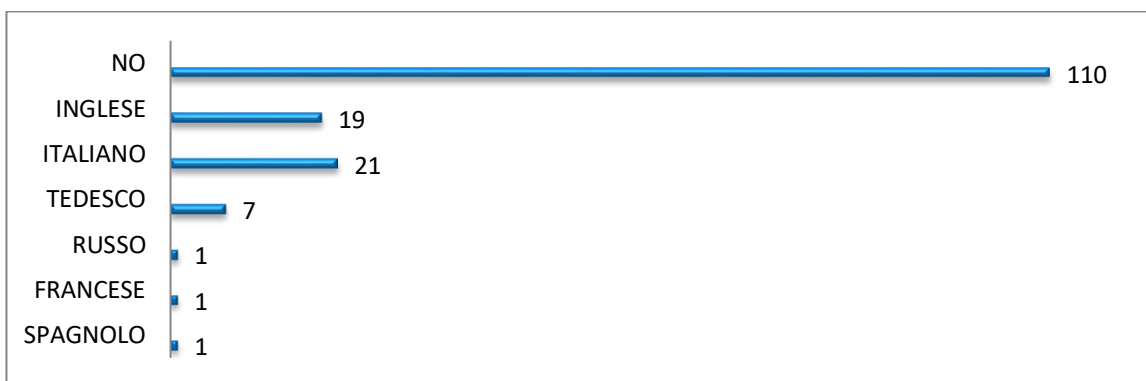 NO 110
INGLESE 19
ITALIANO 21
TEDESCO 7
RUSSO 1
FRANCESE 1
SPAGNOLO 1